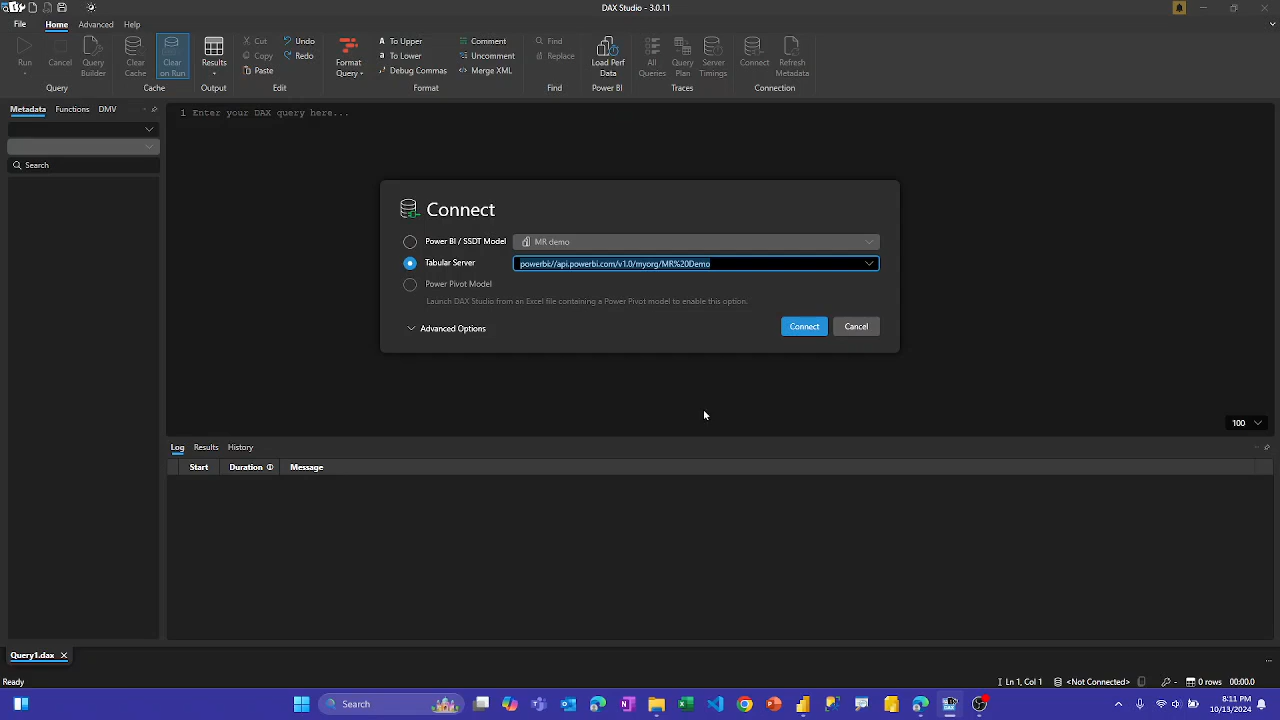 DAX Studio - 3.0.11
File Home Advanced Help
Run Cancel Query Builder Clear Cache Clear on Run Results Cut Copy Paste Undo Redo Format Query To Upper To Lower Debug Commas Comment Uncomment Merge XML Find Replace Load Perf Data All Queries Query Plan Server Timings Connect Refresh Metadata
Query Cache Output Edit Format Find Power BI Traces Connection
Metadata Functions DMV
1 Enter your DAX query here...
Search
Connect
Power BI / SSDT Model MR demo
Tabular Server powerbi://api.powerbi.com/v1.0/myorg/MR%20Demo
Power Pivot Model
Launch DAX Studio from an Excel file containing a Power Pivot model to enable this option.
Advanced Options Connect Cancel
100
Log Results History
Start Duration Message
Query1.dax
Ready Ln 1, Col 1 <Not Connected> - 0 rows 00:00.0
Search
DAX
8:11 PM
10/13/2024